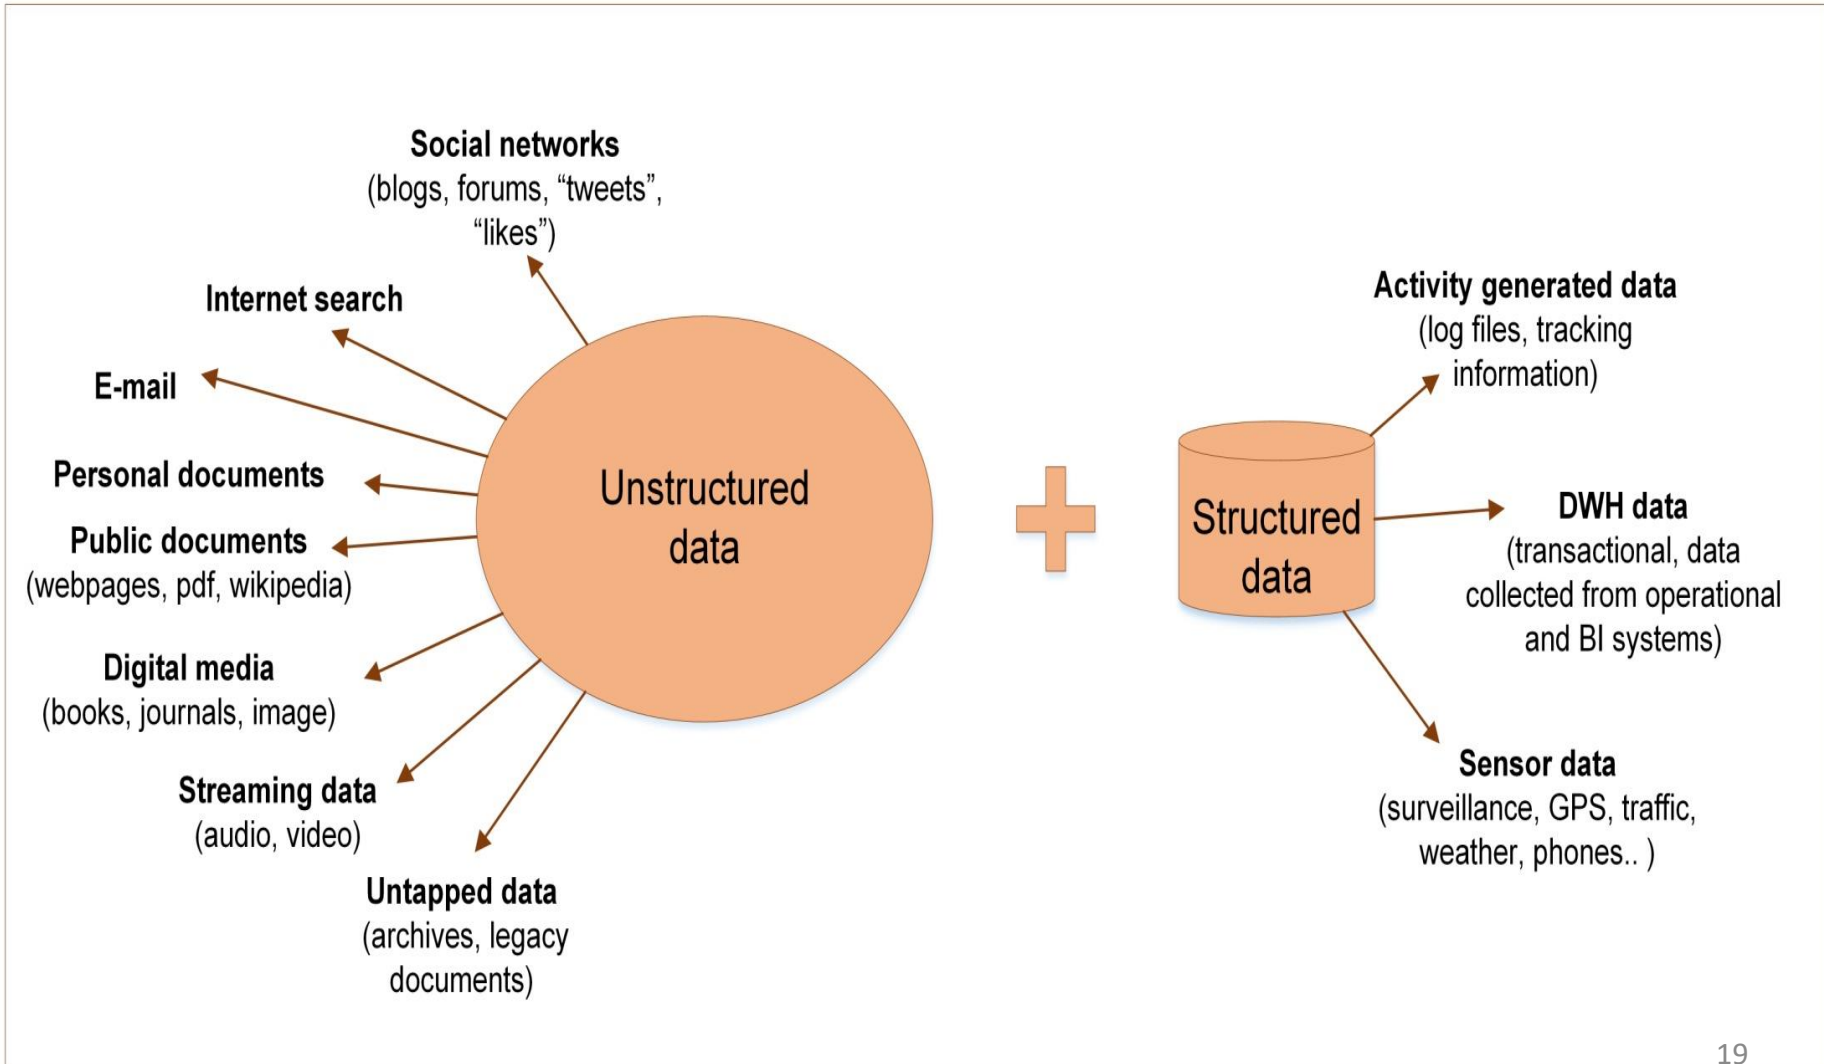 Social networks
(blogs, forums, “tweets”,
“likes”)
Internet search
E-mail
Personal documents
Public documents
(webpages, pdf, wikipedia)
Digital media
(books, journals, image)
Streaming data
(audio, video)
Untapped data
(archives, legacy
documents)
Unstructured
data
Structured
data
Activity generated data
(log files, tracking
information)
DWH data
(transactional, data
collected from operational
and BI systems)
Sensor data
(surveillance, GPS, traffic,
weather, phones.. )
19